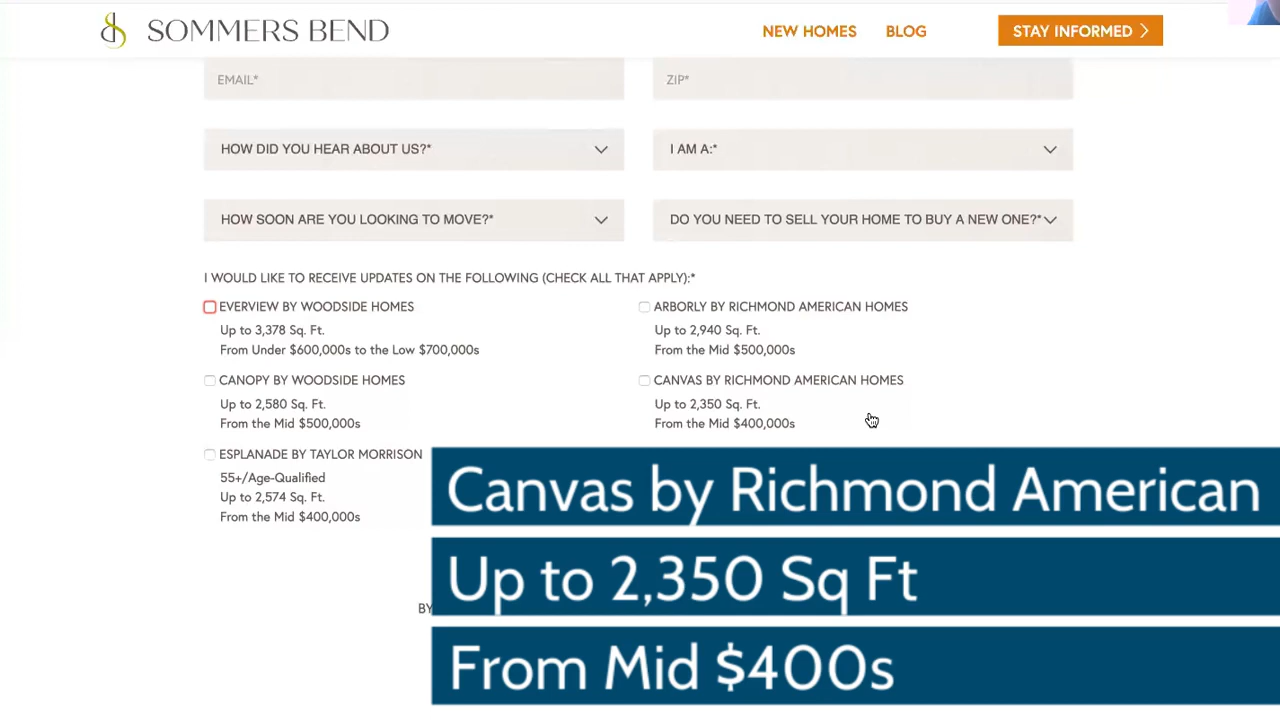 SOMMERS BEND
NEW HOMES
BLOG
STAY INFORMED
EMAIL*
ZIP*
HOW DID YOU HEAR ABOUT US?*
I AM A:*
HOW SOON ARE YOU LOOKING TO MOVE?*
DO YOU NEED TO SELL YOUR HOME TO BUY A NEW ONE?*
I WOULD LIKE TO RECEIVE UPDATES ON THE FOLLOWING (CHECK ALL THAT APPLY):*
EVERVIEW BY WOODSIDE HOMES
Up to 3,378 Sq. Ft.
From Under $600,000s to the Low $700,000s
ARBORLY BY RICHMOND AMERICAN HOMES
Up to 2,940 Sq. Ft.
From the Mid $500,000s
CANOPY BY WOODSIDE HOMES
Up to 2,580 Sq. Ft.
From the Mid $500,000s
CANVAS BY RICHMOND AMERICAN HOMES
Up to 2,350 Sq. Ft.
From the Mid $400,000s
ESPLANADE BY TAYLOR MORRISON
55+/Age-Qualified
Up to 2,574 Sq. Ft.
From the Mid $400,000s
BY
Canvas by Richmond American
Up to 2,350 Sq Ft
From Mid $400s